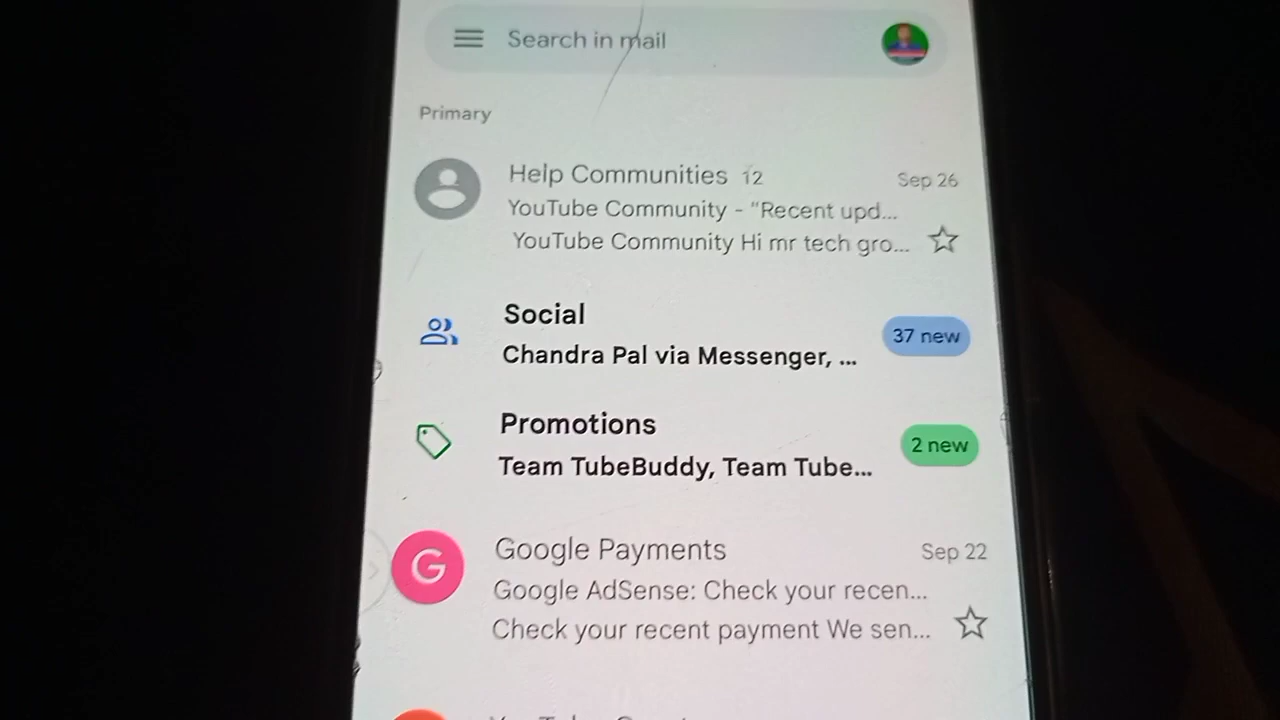 Search in mail
Primary
Help Communities 12
Sep 26
YouTube Community - "Recent upd...
YouTube Community Hi mr tech gro...
Social
37 new
Chandra Pal via Messenger, ...
Promotions
2 new
Team TubeBuddy, Team Tube...
G
Google Payments
Sep 22
Google AdSense: Check your recen...
Check your recent payment We sen...